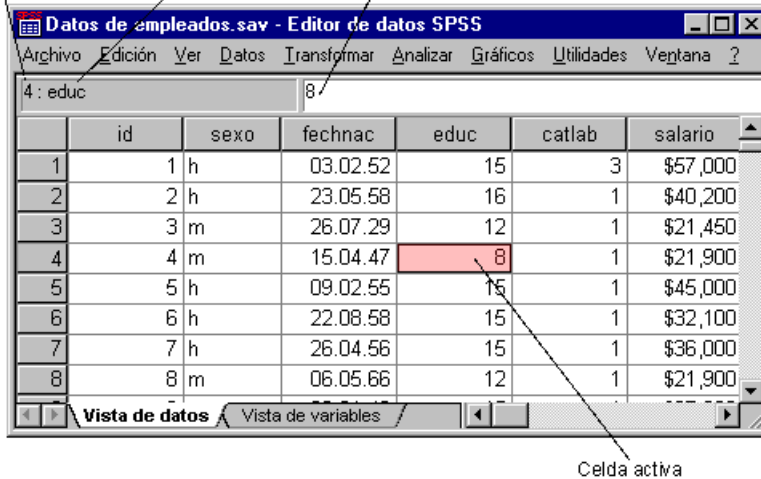 Datos de empleados.sav - Editor de datos SPSS
Archivo Edición Ver Datos Transformar Analizar Gráficos Utilidades Ventana ?
4 : educ 8
id sexo fechnac educ catlab salario
1 1 h 03.02.52 15 3 $57,000
2 2 h 23.05.58 16 1 $40,200
3 3 m 26.07.29 12 1 $21,450
4 4 m 15.04.47 8 1 $21,900
5 5 h 09.02.55 15 1 $45,000
6 6 h 22.08.58 15 1 $32,100
7 7 h 26.04.56 15 1 $36,000
8 8 m 06.05.66 12 1 $21,900
Vista de datos Vista de variables
Celda activa